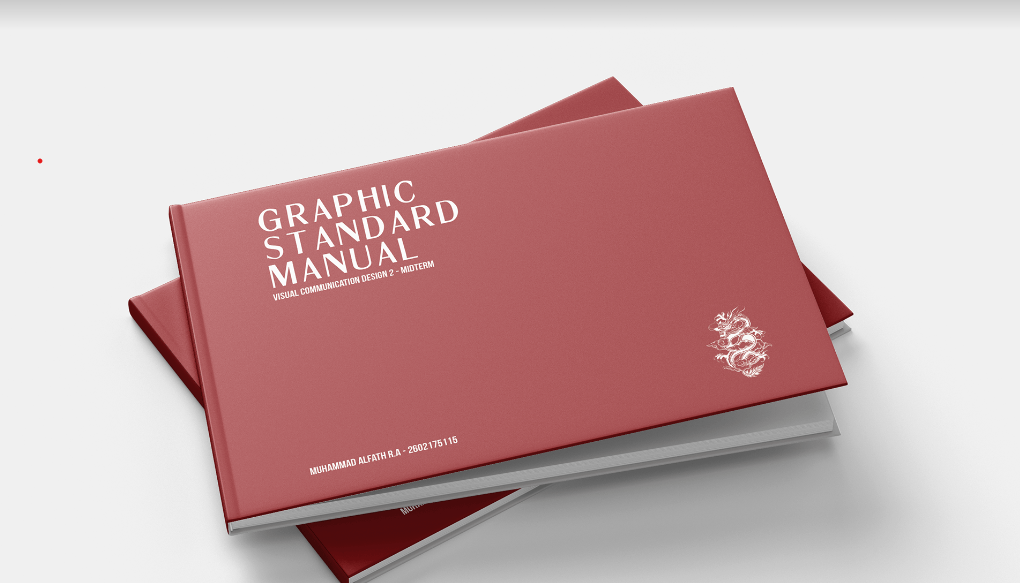 GRAPHIC
STANDARD
MANUAL
VISUAL COMMUNICATION DESIGN 2 - MIDTERM
MUHAMMAD ALFATH R.A - 2602175115